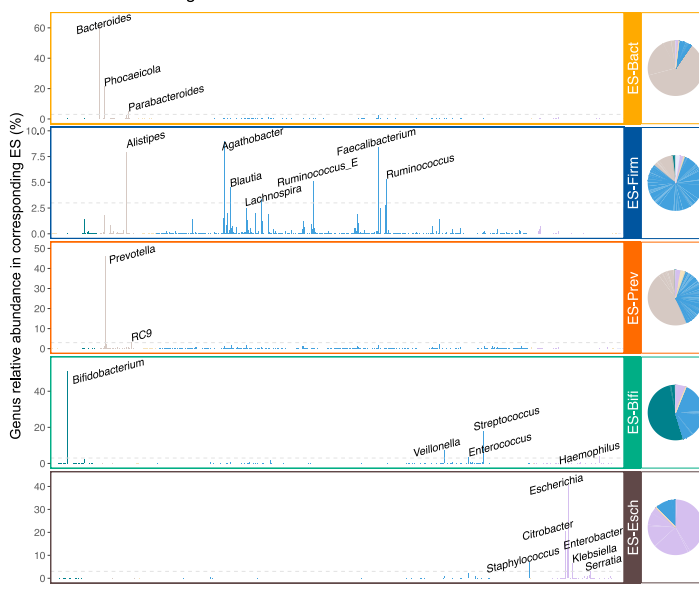 Genus relative abundance in corresponding ES (%)
60
40
20
0
Bacteroides
Phocaeicola
Parabacteroides
ES-Bact
10.0
7.5
5.0
2.5
0.0
Alistipes
Agathobacter
Blautia
Lachnospira
Ruminococcus_E
Faecalibacterium
Ruminococcus
ES-Firm
50
40
30
20
10
0
Prevotella
RC9
ES-Prev
40
20
0
Bifidobacterium
Veillonella
Streptococcus
Enterococcus
Haemophilus
ES-Bifi
40
30
20
10
0
Escherichia
Citrobacter
Enterobacter
Staphylococcus
Klebsiella
Serratia
ES-Esch